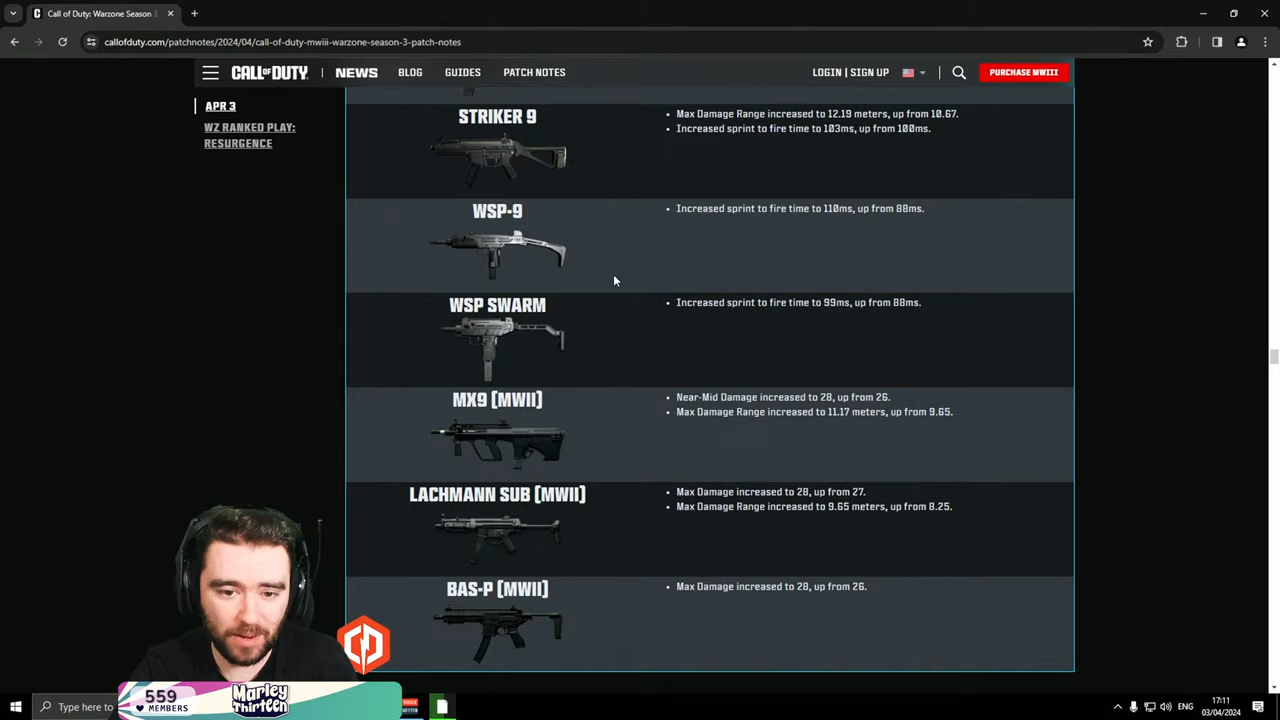 Call of Duty: Warzone Season 3
callofduty.com/patchnotes/2024/04/call-of-duty-mwiii-warzone-season-3-patch-notes
CALL OF DUTY
NEWS
BLOG
GUIDES
PATCH NOTES
LOGIN | SIGN UP
PURCHASE MWIII
APR 3
WZ RANKED PLAY:
RESURGENCE
STRIKER 9
• Max Damage Range increased to 12.19 meters, up from 10.67.
• Increased sprint to fire time to 103ms, up from 100ms.
WSP-9
• Increased sprint to fire time to 110ms, up from 88ms.
WSP SWARM
• Increased sprint to fire time to 99ms, up from 88ms.
MX9 (MWII)
• Near-Mid Damage increased to 28, up from 26.
• Max Damage Range increased to 11.17 meters, up from 9.65.
LACHMANN SUB (MWII)
• Max Damage increased to 28, up from 27.
• Max Damage Range increased to 9.65 meters, up from 8.25.
BAS-P (MWII)
• Max Damage increased to 28, up from 26.
559
MEMBERS
Marley
Thirteen
Type here to
ENG
17:11
03/04/2024